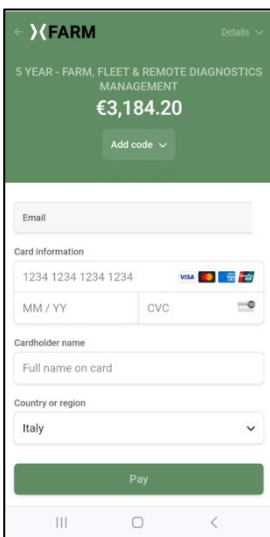 XFARM
Details
5 YEAR - FARM, FLEET & REMOTE DIAGNOSTICS
MANAGEMENT
€3,184.20
Add code
Email
Card information
1234 1234 1234 1234 VISA
MM / YY CVC
Cardholder name
Full name on card
Country or region
Italy
Pay